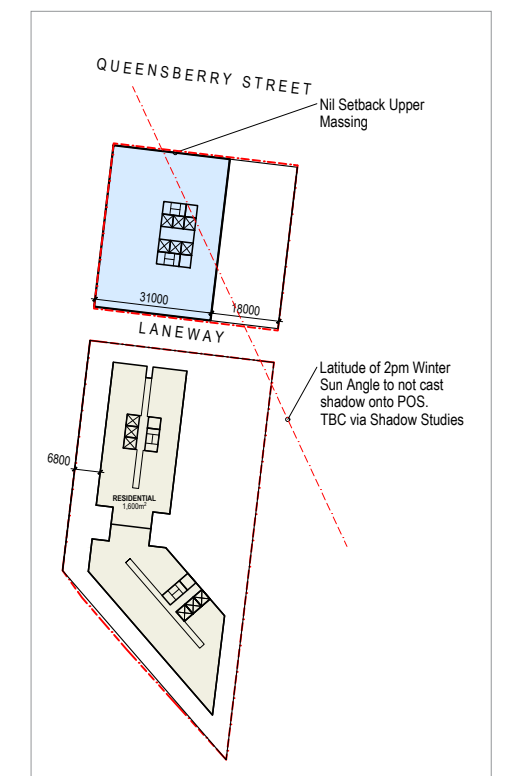 QUEENSBERRY STREET
Nil Setback Upper
Massing
31000
18000
LANEWAY
Latitude of 2pm Winter
Sun Angle to not cast
shadow onto POS.
TBC via Shadow Studies
6800
RESIDENTIAL
1,600m²